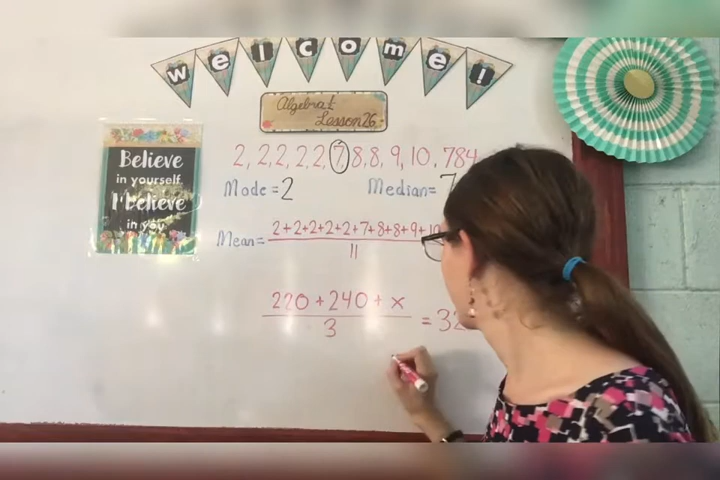 welcome!
Algebra 1
Lesson 26
Believe
in yourself
I believe
in you
2, 2, 2, 2, 2, 7, 8, 8, 9, 10, 784
Mode = 2
Median = 7
Mean = 2+2+2+2+2+7+8+8+9+10
11
220 + 240 + x
3
= 32